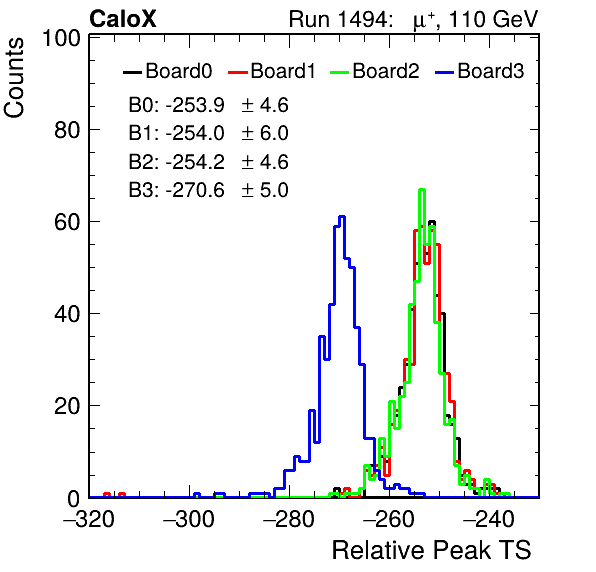 CaloX Run 1494: μ⁺, 110 GeV
Counts
100
80
60
40
20
0
Board0 Board1 Board2 Board3
B0: -253.9 ± 4.6
B1: -254.0 ± 6.0
B2: -254.2 ± 4.6
B3: -270.6 ± 5.0
−320 −300 −280 −260 −240
Relative Peak TS